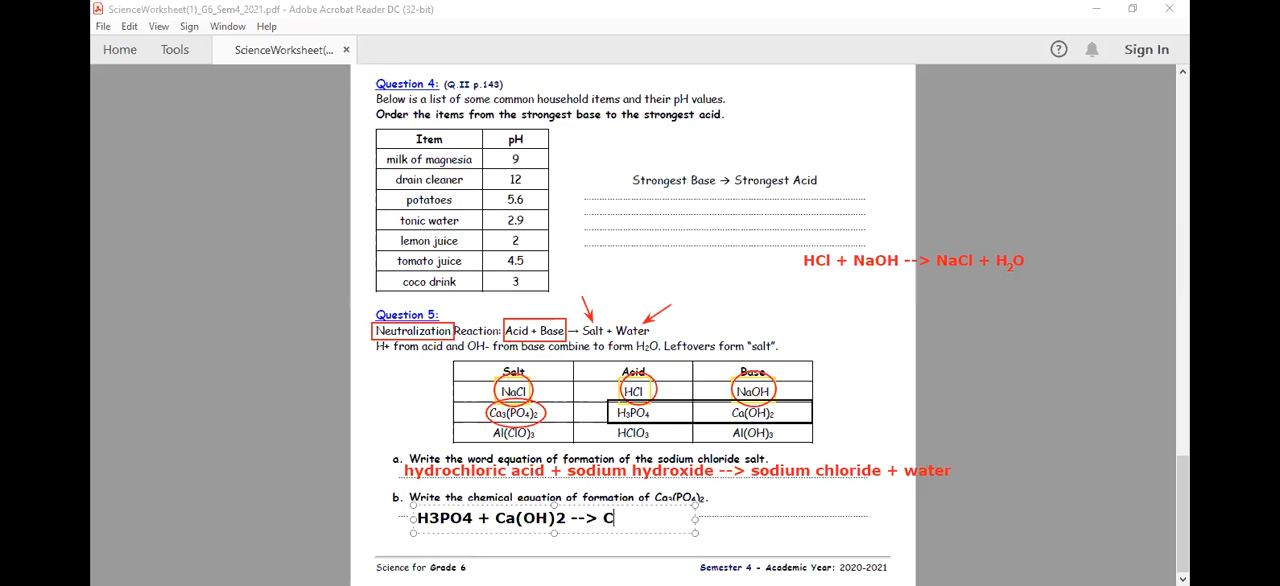 ScienceWorksheet(1)_G6_Sem4_2021.pdf - Adobe Acrobat Reader DC (32-bit)
File Edit View Sign Window Help
Home Tools ScienceWorksheet(... × ? Sign In
Question 4: (Q.II p.143)
Below is a list of some common household items and their pH values.
Order the items from the strongest base to the strongest acid.
Item pH
milk of magnesia 9
drain cleaner 12
potatoes 5.6
tonic water 2.9
lemon juice 2
tomato juice 4.5
coco drink 3
Strongest Base → Strongest Acid
HCl + NaOH --> NaCl + H₂O
Question 5:
Neutralization Reaction: Acid + Base → Salt + Water
H+ from acid and OH- from base combine to form H₂O. Leftovers form “salt”.
Salt Acid Base
NaCl HCl NaOH
Ca₃(PO₄)₂ H₃PO₄ Ca(OH)₂
Al(ClO)₃ HClO₃ Al(OH)₃
a. Write the word equation of formation of the sodium chloride salt.
hydrochloric acid + sodium hydroxide --> sodium chloride + water
b. Write the chemical equation of formation of Ca₃(PO₄)₂.
H3PO4 + Ca(OH)2 --> C
Science for Grade 6 Semester 4 - Academic Year: 2020-2021